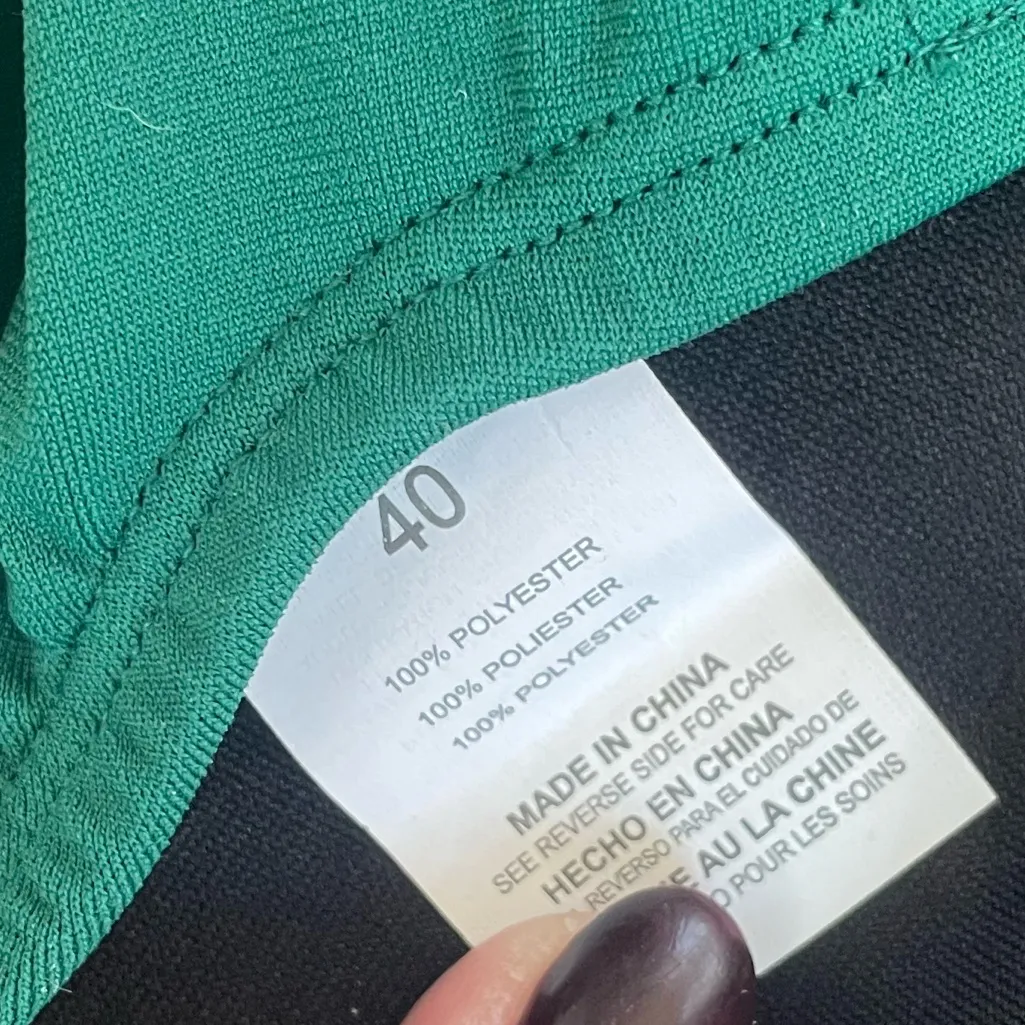 40
100% POLYESTER
100% POLIESTER
100% POLYESTER
MADE IN CHINA
SEE REVERSE SIDE FOR CARE
HECHO EN CHINA
REVERSO PARA EL CUIDADO DE
AU LA CHINE
POUR LES SOINS